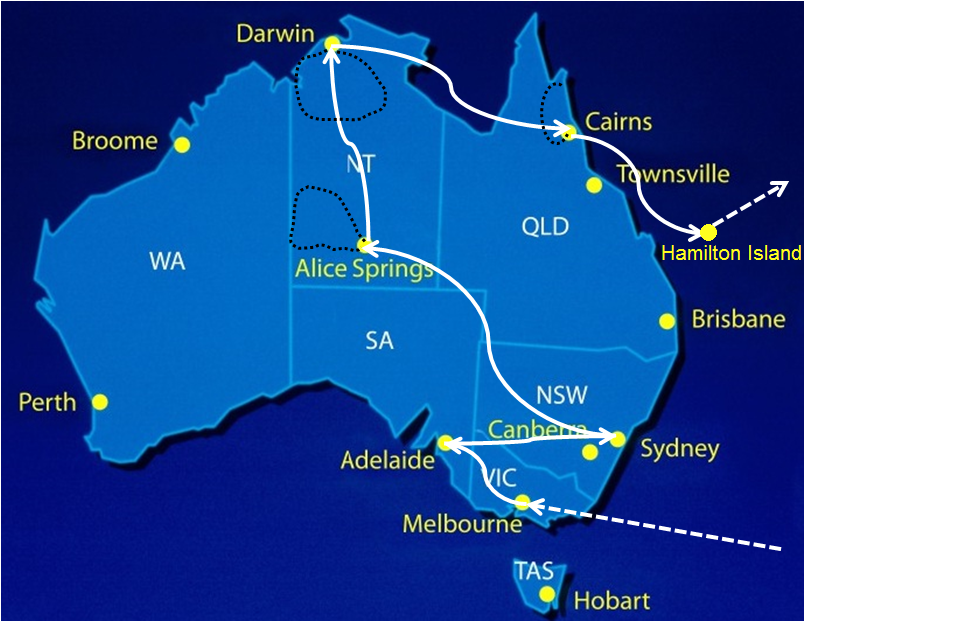 Darwin
Cairns
Broome
NT
Townsville
QLD
Hamilton Island
WA
Alice Springs
Brisbane
SA
NSW
Perth
Canberra
Sydney
Adelaide
VIC
Melbourne
TAS
Hobart